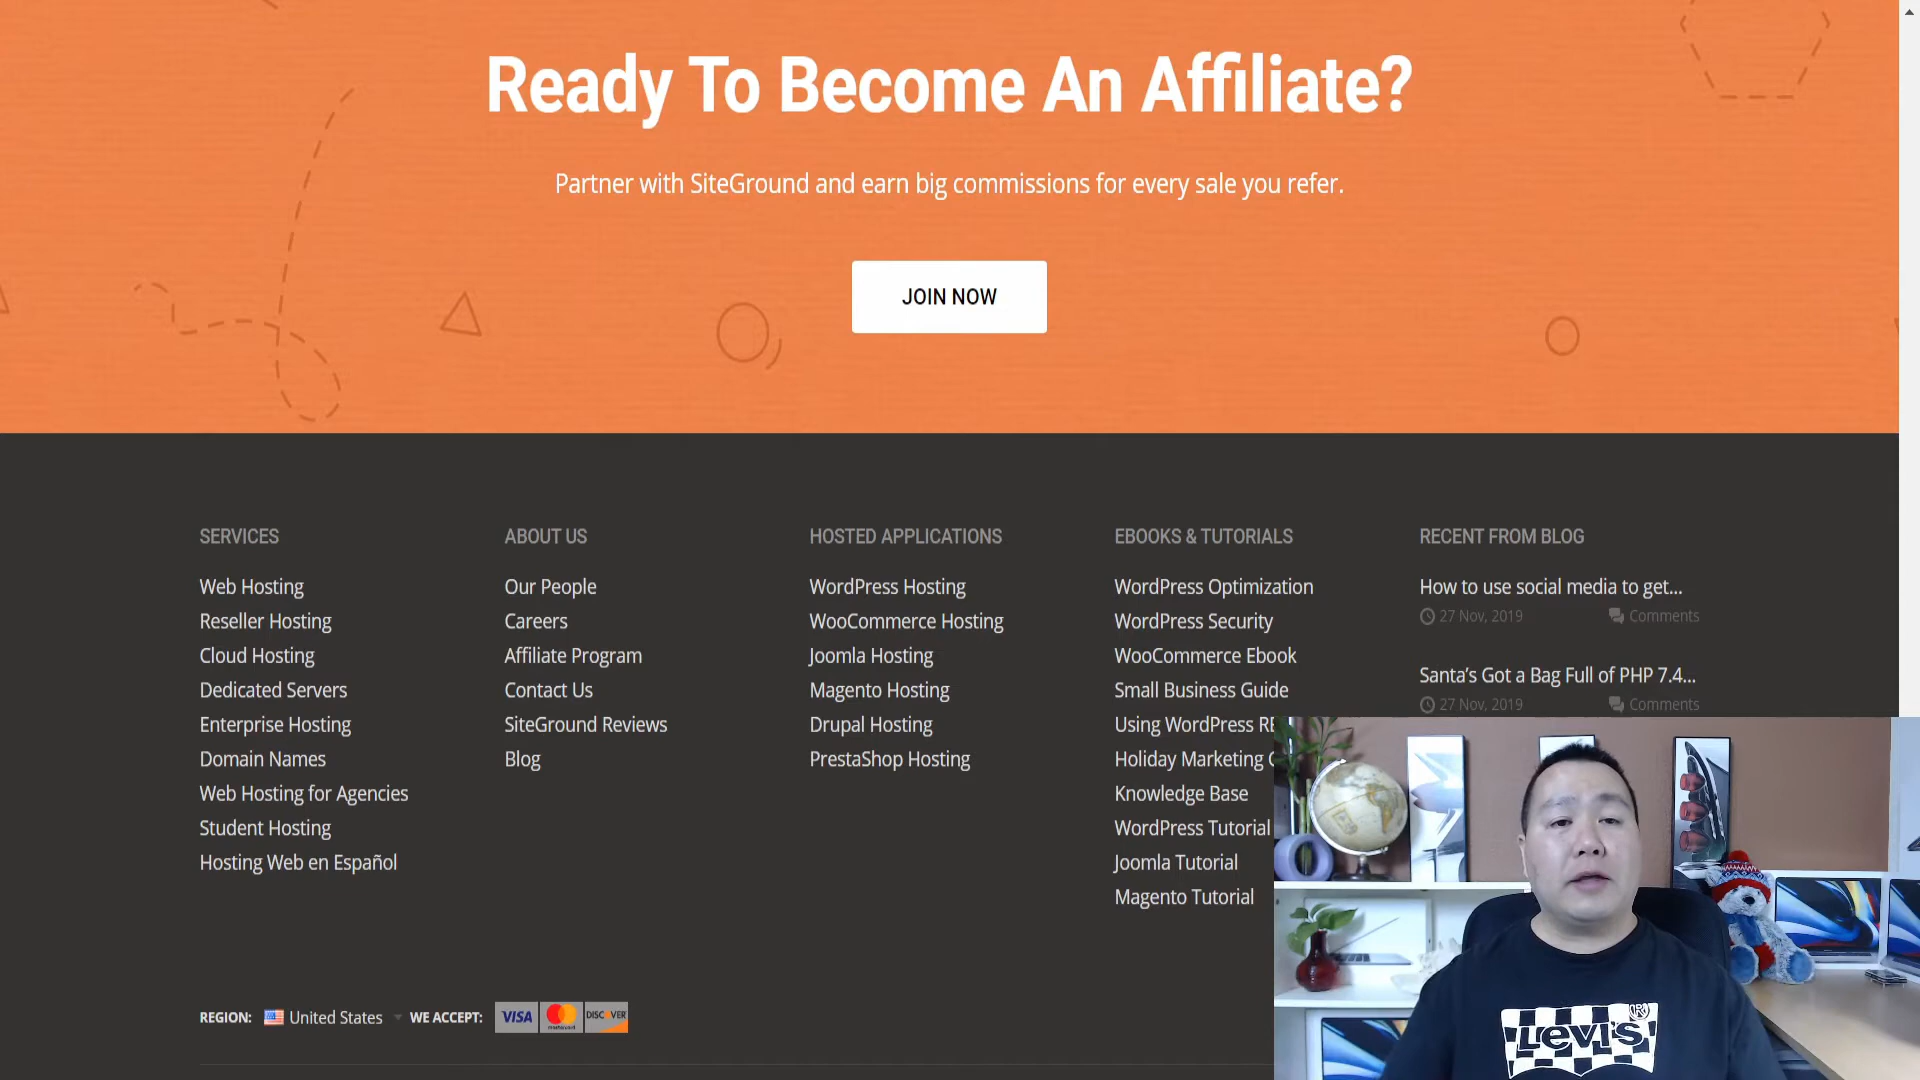 Ready To Become An Affiliate?
Partner with SiteGround and earn big commissions for every sale you refer.
JOIN NOW
SERVICES
Web Hosting
Reseller Hosting
Cloud Hosting
Dedicated Servers
Enterprise Hosting
Domain Names
Web Hosting for Agencies
Student Hosting
Hosting Web en Español
ABOUT US
Our People
Careers
Affiliate Program
Contact Us
SiteGround Reviews
Blog
HOSTED APPLICATIONS
WordPress Hosting
WooCommerce Hosting
Joomla Hosting
Magento Hosting
Drupal Hosting
PrestaShop Hosting
EBOOKS & TUTORIALS
WordPress Optimization
WordPress Security
WooCommerce Ebook
Small Business Guide
Using WordPress
Holiday Marketing
Knowledge Base
WordPress Tutorial
Joomla Tutorial
Magento Tutorial
RECENT FROM BLOG
How to use social media to get...
27 Nov, 2019 Comments
Santa's Got a Bag Full of PHP 7.4...
27 Nov, 2019 Comments
REGION: United States WE ACCEPT: VISA mastercard DISCOVER
Levi's ®